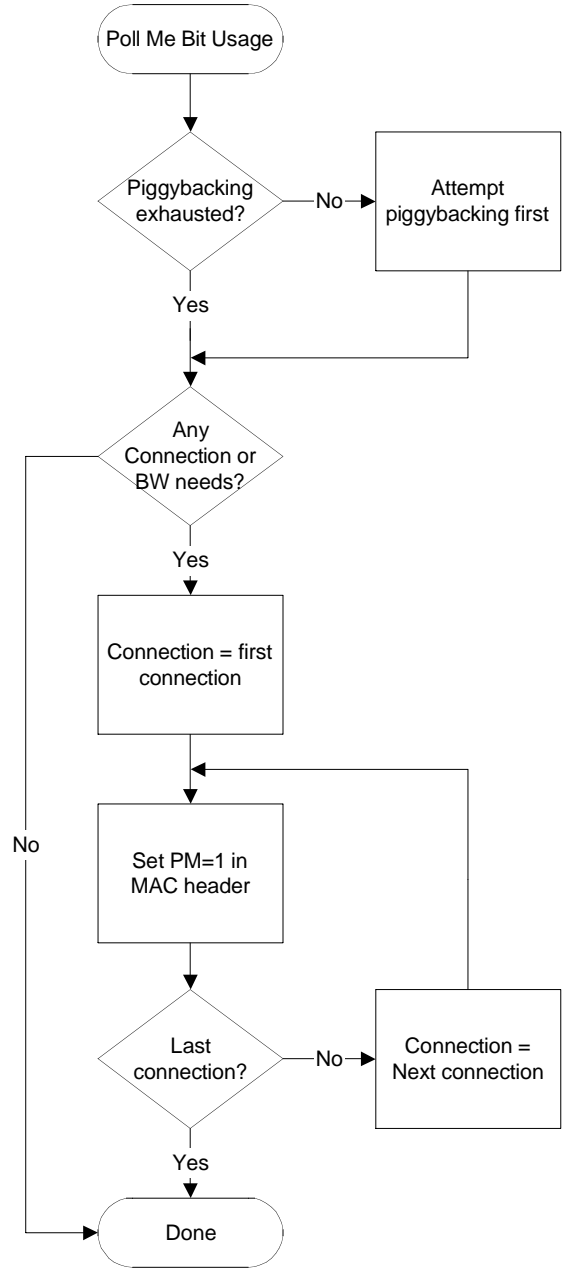 Poll Me Bit Usage
Piggybacking
exhausted?
No
Attempt
piggybacking first
Yes
Any
Connection or
BW needs?
Yes
Connection = first
connection
No
Set PM=1 in
MAC header
Last
connection?
No
Connection =
Next connection
Yes
Done